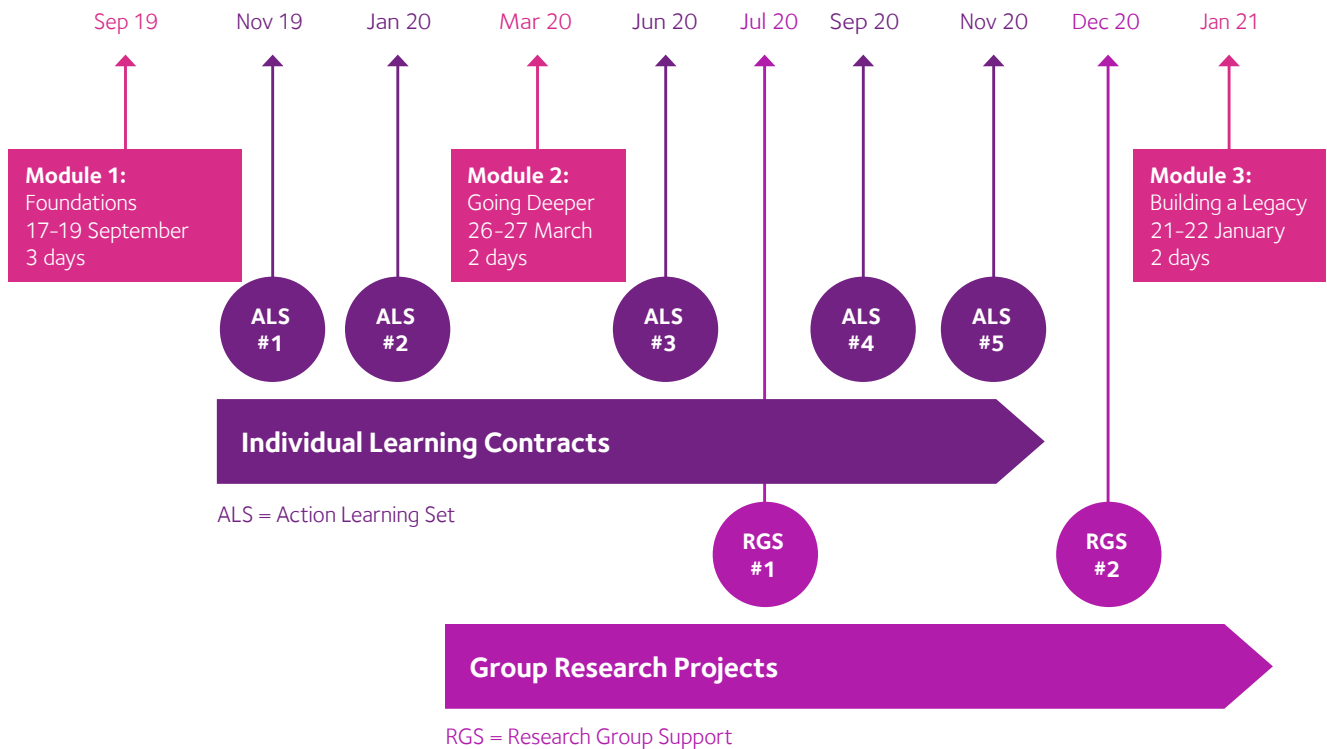 Sep 19
Nov 19
Jan 20
Mar 20
Jun 20
Jul 20
Sep 20
Nov 20
Dec 20
Jan 21
Module 1:
Foundations
17–19 September
3 days
Module 2:
Going Deeper
26–27 March
2 days
Module 3:
Building a Legacy
21–22 January
2 days
ALS
#1
ALS
#2
ALS
#3
ALS
#4
ALS
#5
Individual Learning Contracts
ALS = Action Learning Set
RGS
#1
RGS
#2
Group Research Projects
RGS = Research Group Support